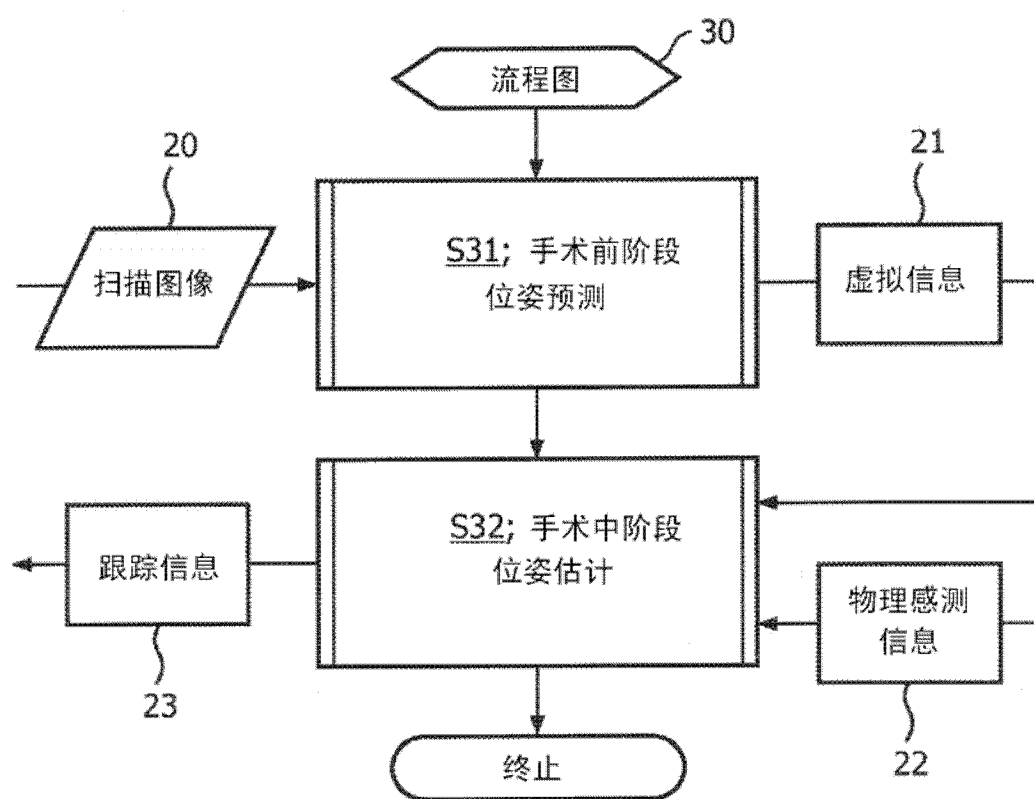 30
流程图
20
21
扫描图像
S31; 手术前阶段
位姿预测
虚拟信息
跟踪信息
S32; 手术中阶段
位姿估计
物理感测
信息
23
22
终止